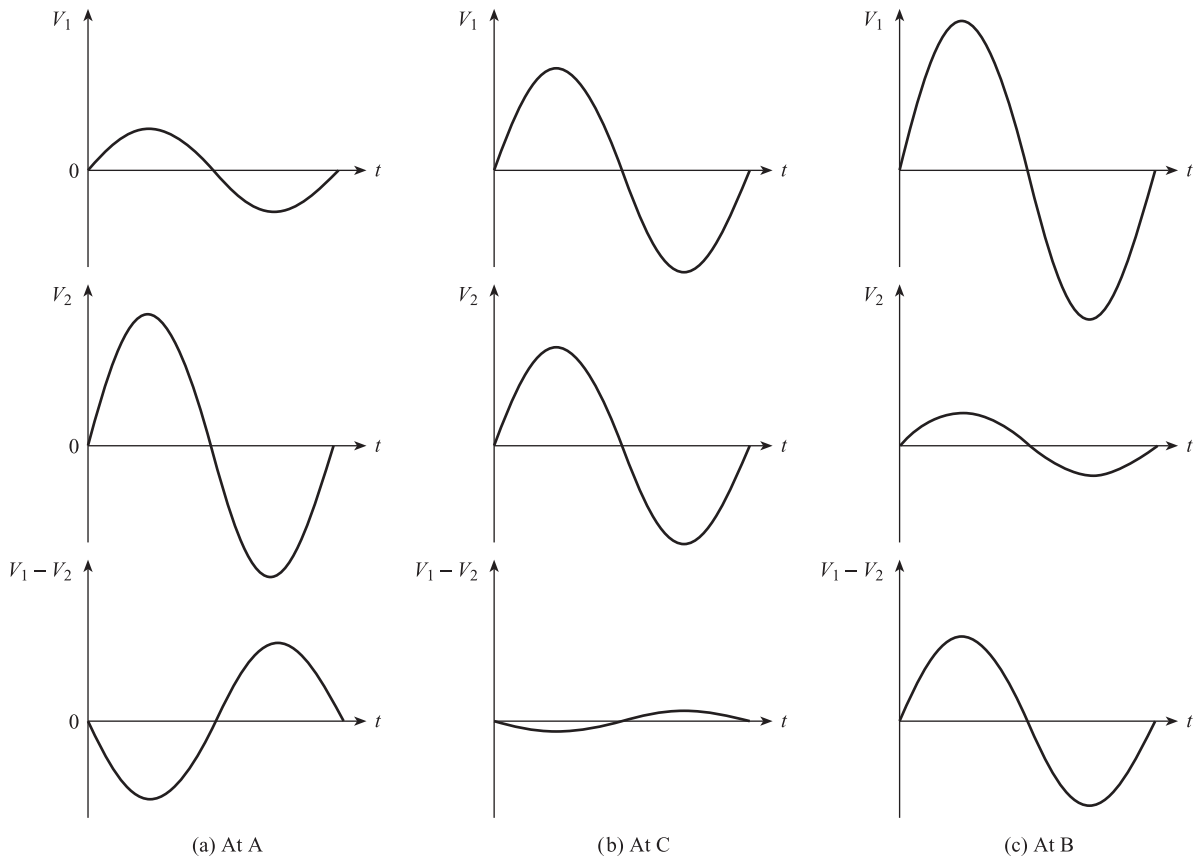 V₁ V₁ V₁
0 t t t
V₂ V₂ V₂
0 t t t
V₁ – V₂ V₁ – V₂ V₁ – V₂
0 t t t
(a) At A (b) At C (c) At B